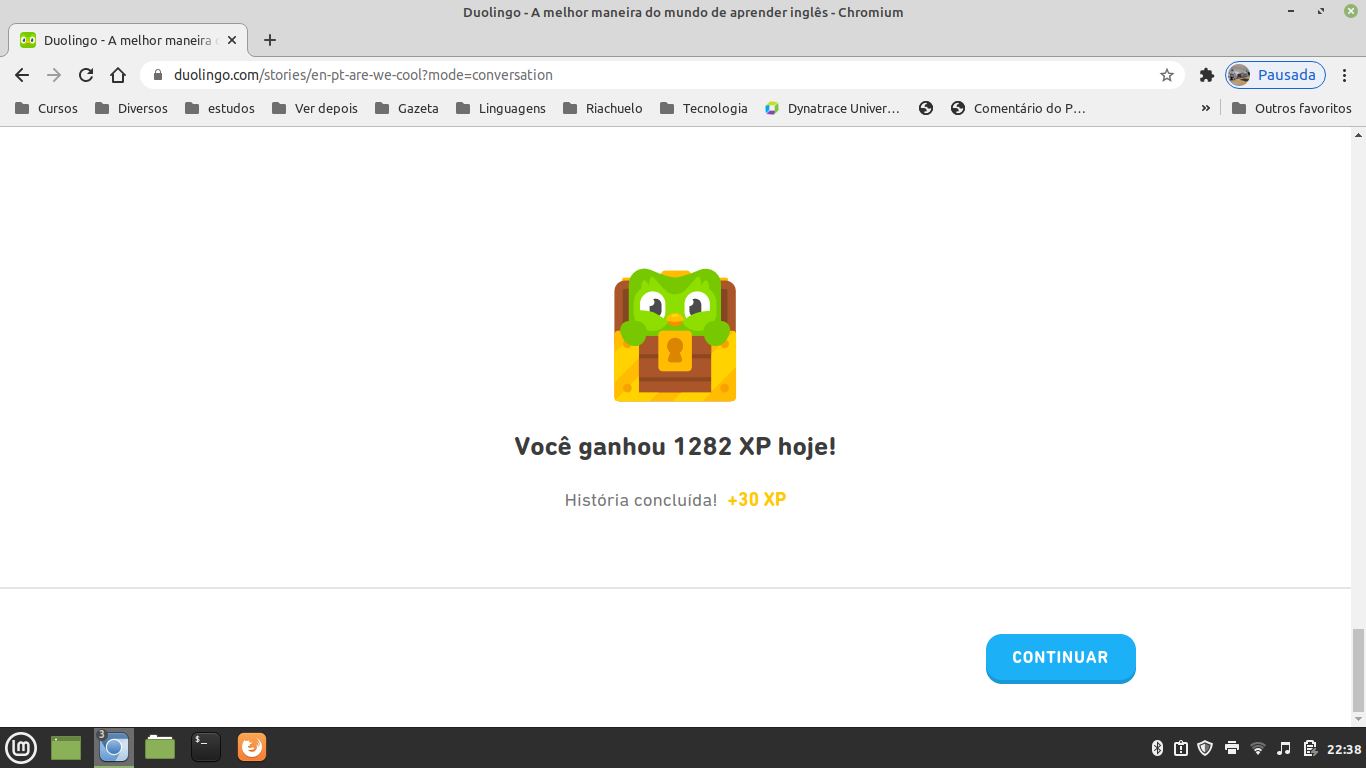 Duolingo - A melhor maneira do mundo de aprender inglês - Chromium
Duolingo - A melhor maneira
duolingo.com/stories/en-pt-are-we-cool?mode=conversation
Pausada
Cursos Diversos estudos Ver depois Gazeta Linguagens Riachuelo Tecnologia Dynatrace Univer… Comentário do P… » Outros favoritos
Você ganhou 1282 XP hoje!
História concluída! +30 XP
CONTINUAR
3
$_
22:38